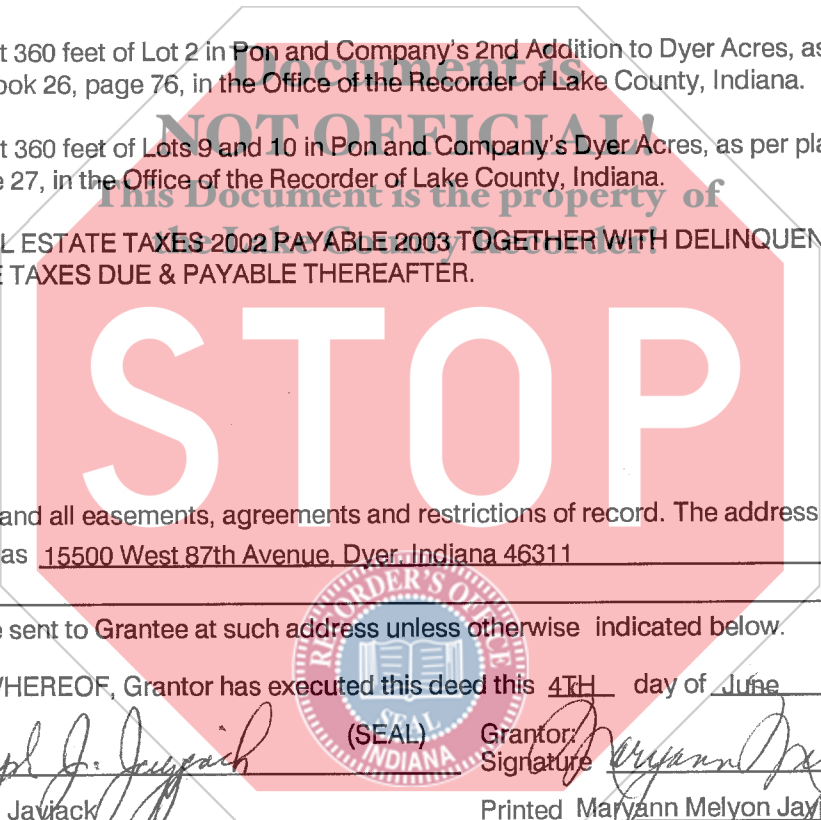 t 360 feet of Lot 2 in Pon and Company's 2nd Addition to Dyer Acres, as
ook 26, page 76, in the Office of the Recorder of Lake County, Indiana.
Document is
NOT OFFICIAL!
t 360 feet of Lots 9 and 10 in Pon and Company's Dyer Acres, as per pla
e 27, in the Office of the Recorder of Lake County, Indiana.
This Document is the property of
the Lake County Recorder!
L ESTATE TAXES 2002 PAYABLE 2003 TOGETHER WITH DELINQUEN
E TAXES DUE & PAYABLE THEREAFTER.
STOP
and all easements, agreements and restrictions of record. The address
as 15500 West 87th Avenue, Dyer, Indiana 46311
e sent to Grantee at such address unless otherwise indicated below.
RECORDER'S OFFICE
SEAL
INDIANA
WHEREOF, Grantor has executed this deed this 4TH day of June
(SEAL) Grantor:
Signature Maryann
Jayjack
Printed Maryann Melyon Jayj